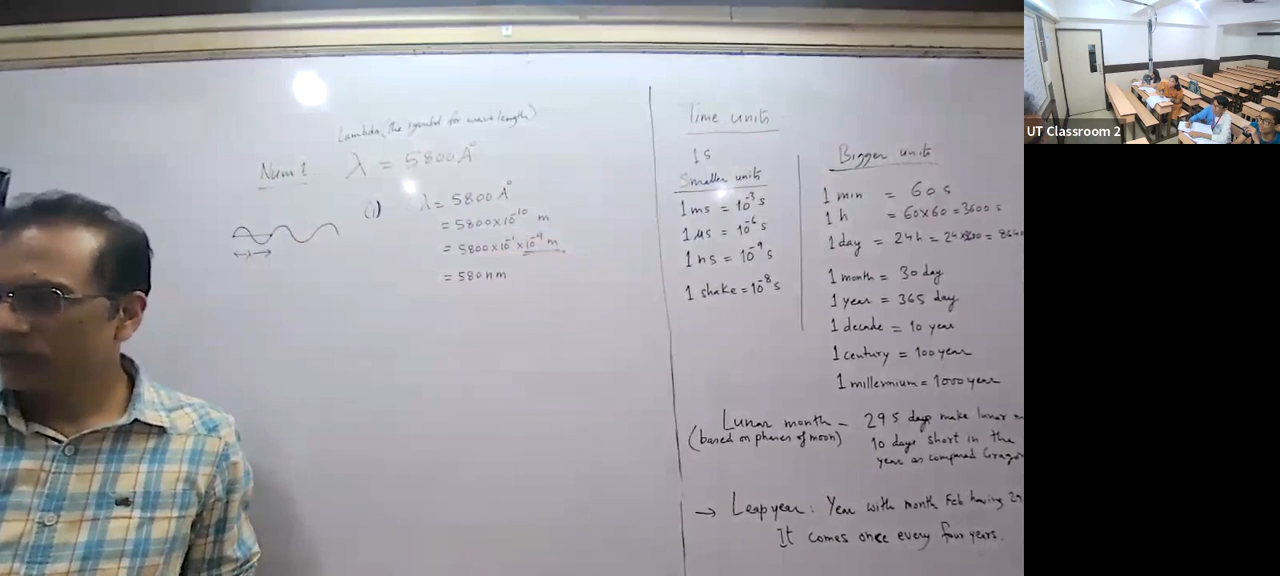 Lambda (the symbol for wavelength)
Num 1 λ = 5800 A°
(1) λ = 5800 A°
= 5800×10⁻¹⁰ m
= 5800×10⁻¹×10⁻⁹ m
= 580 nm
Time units
1 s
Smaller units
1 ms = 10⁻³ s
1 μs = 10⁻⁶ s
1 ns = 10⁻⁹ s
1 shake = 10⁻⁸ s
Bigger units
1 min = 60 s
1 h = 60×60 = 3600 s
1 day = 24 h = = 8640
1 month = 30 day
1 year = 365 day
1 decade = 10 year
1 century = 100 year
1 millennium = 1000 year
Lunar month – 29.5 days make lunar m
(based on phases of moon) 10 days short in the
year as compared Gragor
→ Leap year : Year with month Feb having 29
It comes once every four years.
UT Classroom 2